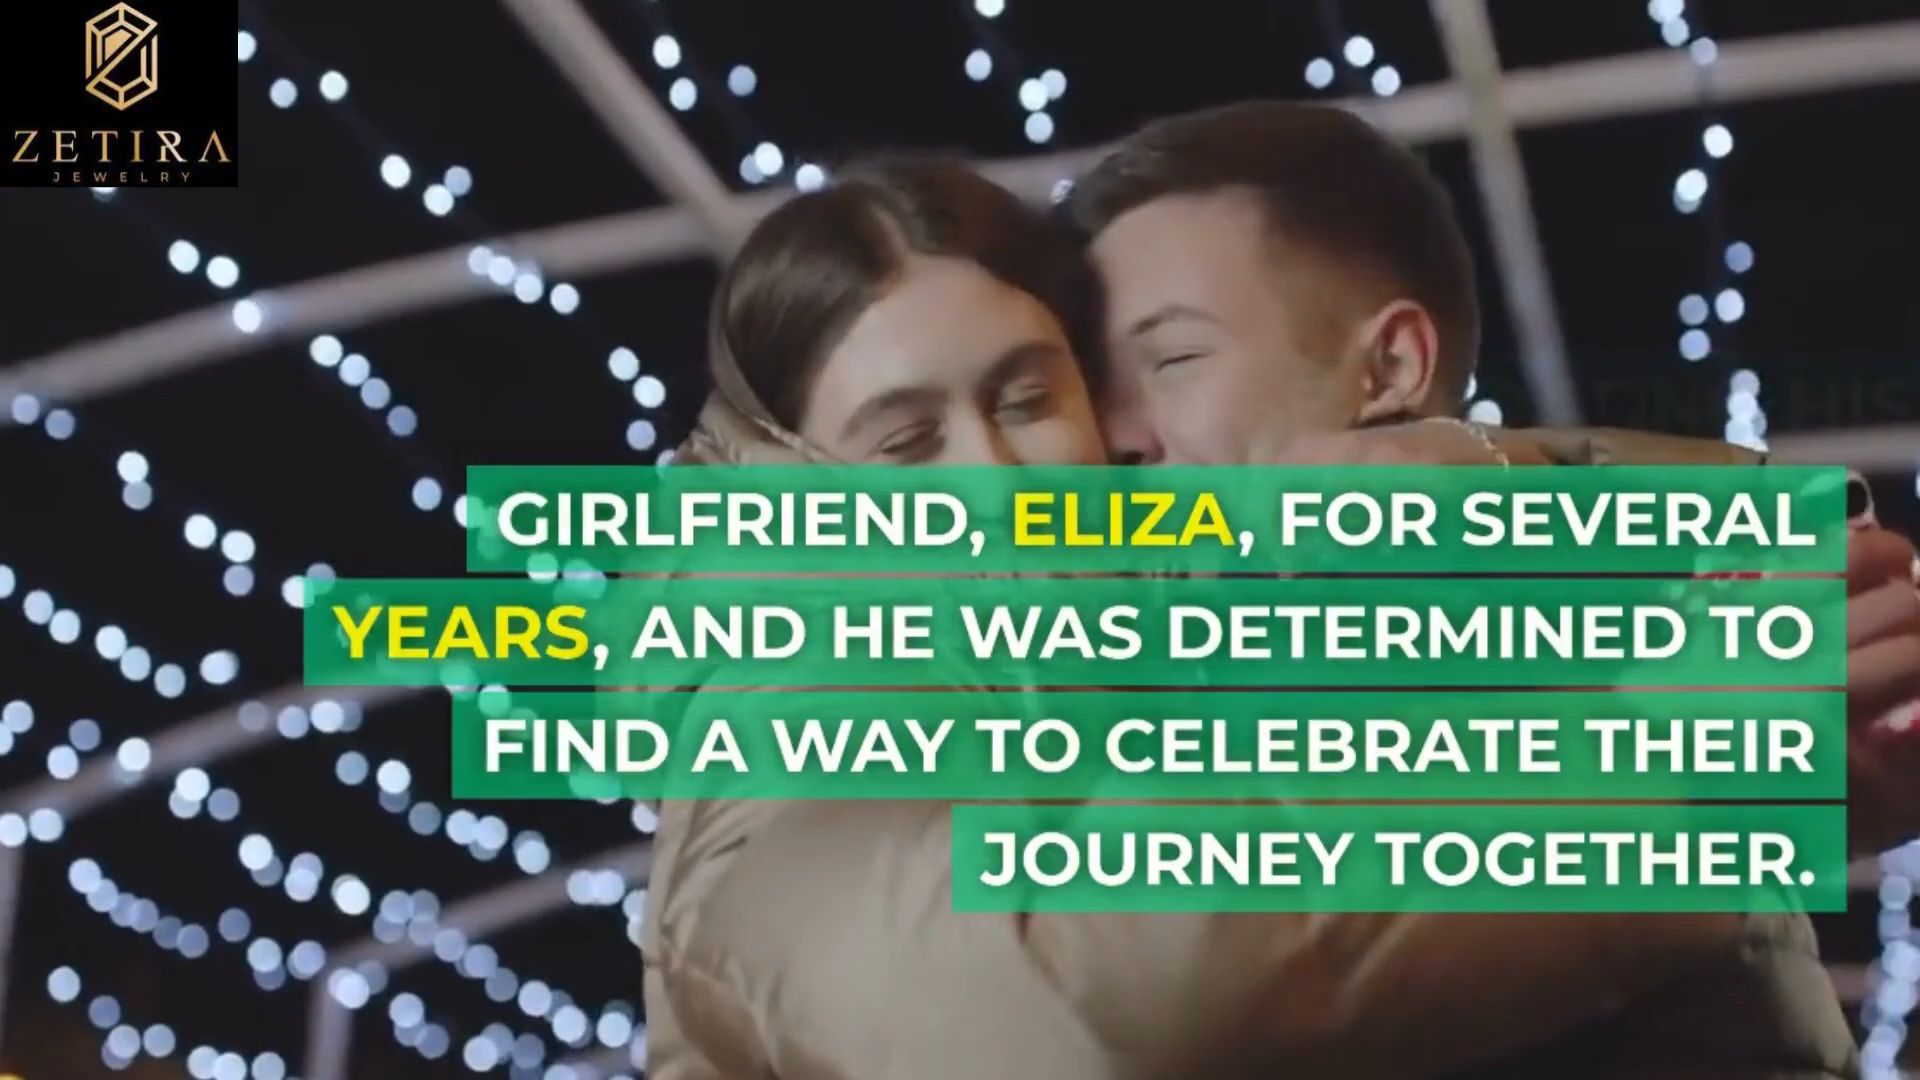 ZETIRA
JEWELRY
GIRLFRIEND, ELIZA, FOR SEVERAL
YEARS, AND HE WAS DETERMINED TO
FIND A WAY TO CELEBRATE THEIR
JOURNEY TOGETHER.